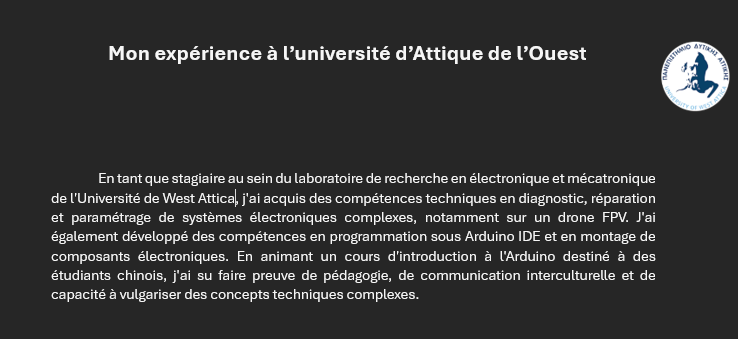 Mon expérience à l’université d’Attique de l’Ouest
ΠΑΝΕΠΙΣΤΗΜΙΟ ΔΥΤΙΚΗΣ ΑΤΤΙΚΗΣ
UNIVERSITY OF WEST ATTICA
En tant que stagiaire au sein du laboratoire de recherche en électronique et mécatronique
de l’Université de West Attica, j'ai acquis des compétences techniques en diagnostic, réparation
et paramétrage de systèmes électroniques complexes, notamment sur un drone FPV. J'ai
également développé des compétences en programmation sous Arduino IDE et en montage de
composants électroniques. En animant un cours d'introduction à l'Arduino destiné à des
étudiants chinois, j'ai su faire preuve de pédagogie, de communication interculturelle et de
capacité à vulgariser des concepts techniques complexes.